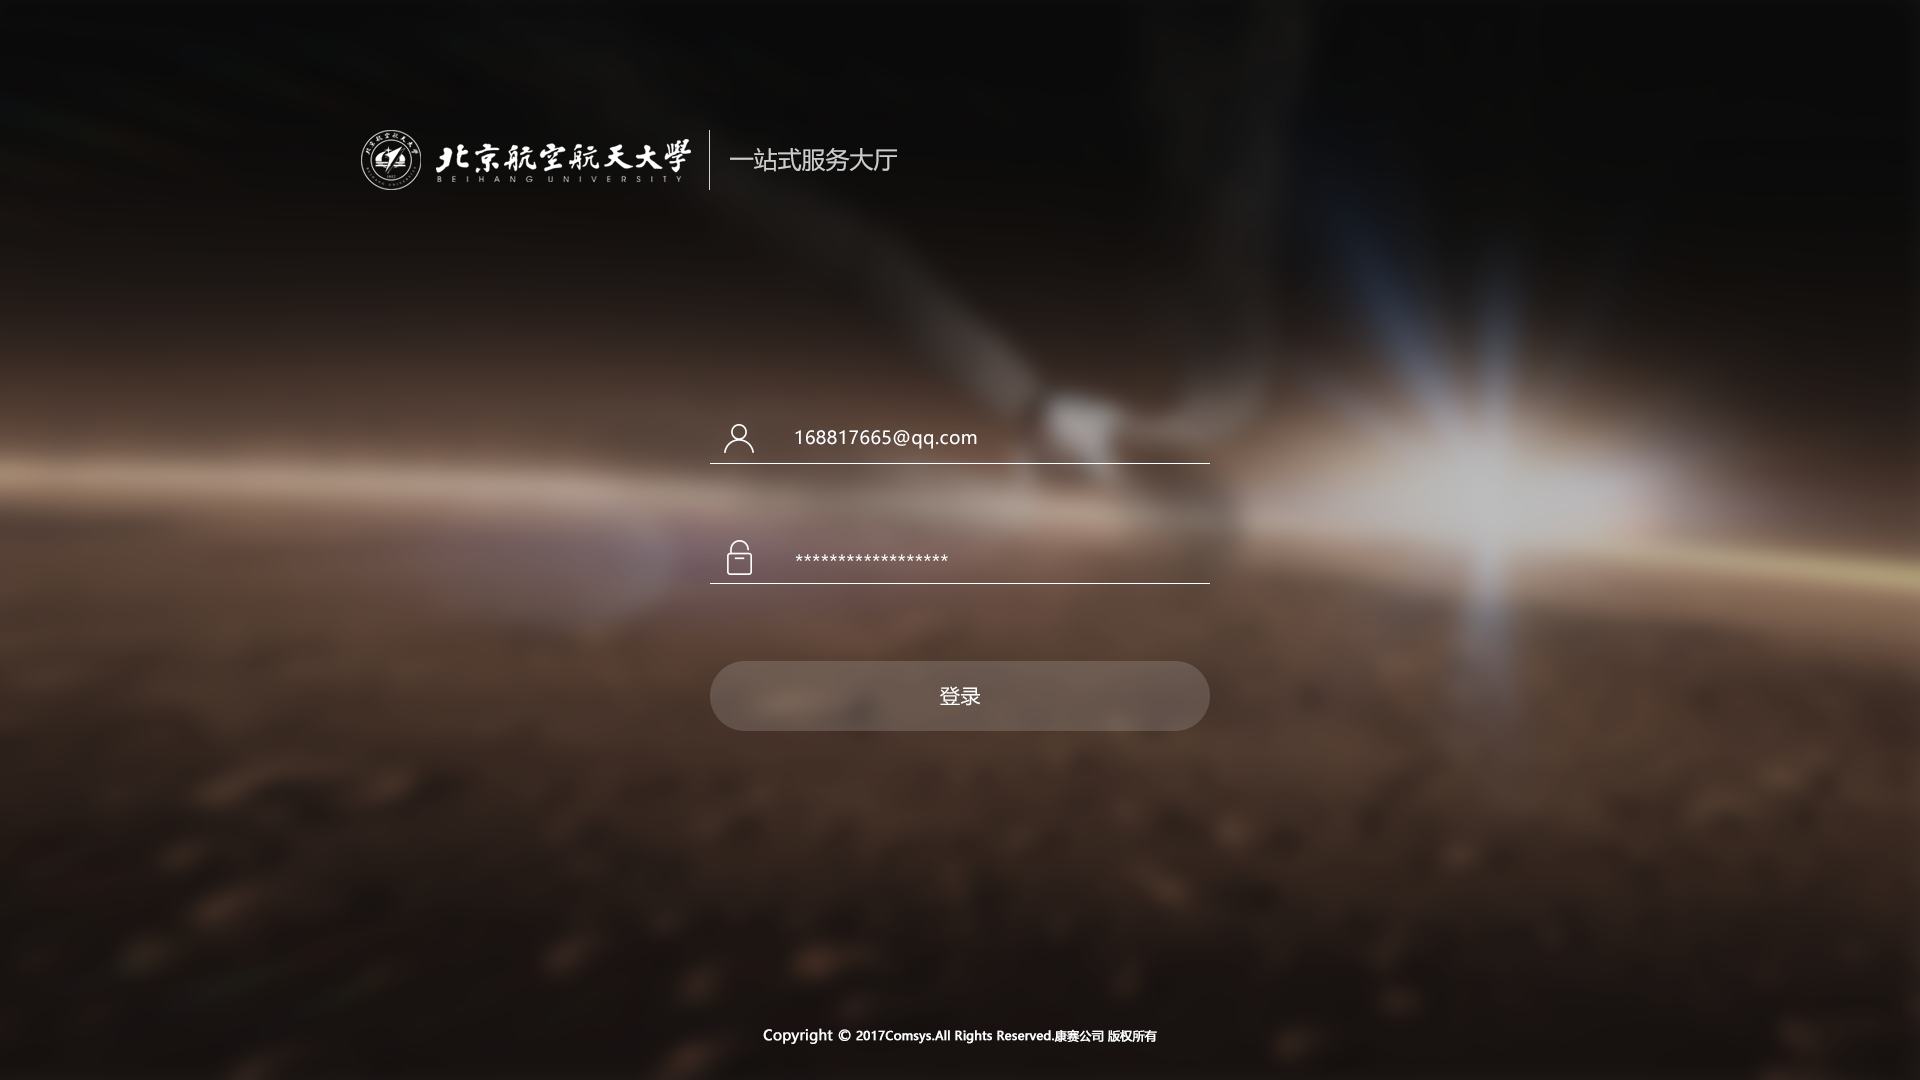 北京航空航天大學
BEIHANG UNIVERSITY
一站式服务大厅
168817665@qq.com
******************
登录
Copyright © 2017Comsys.All Rights Reserved.康赛公司 版权所有